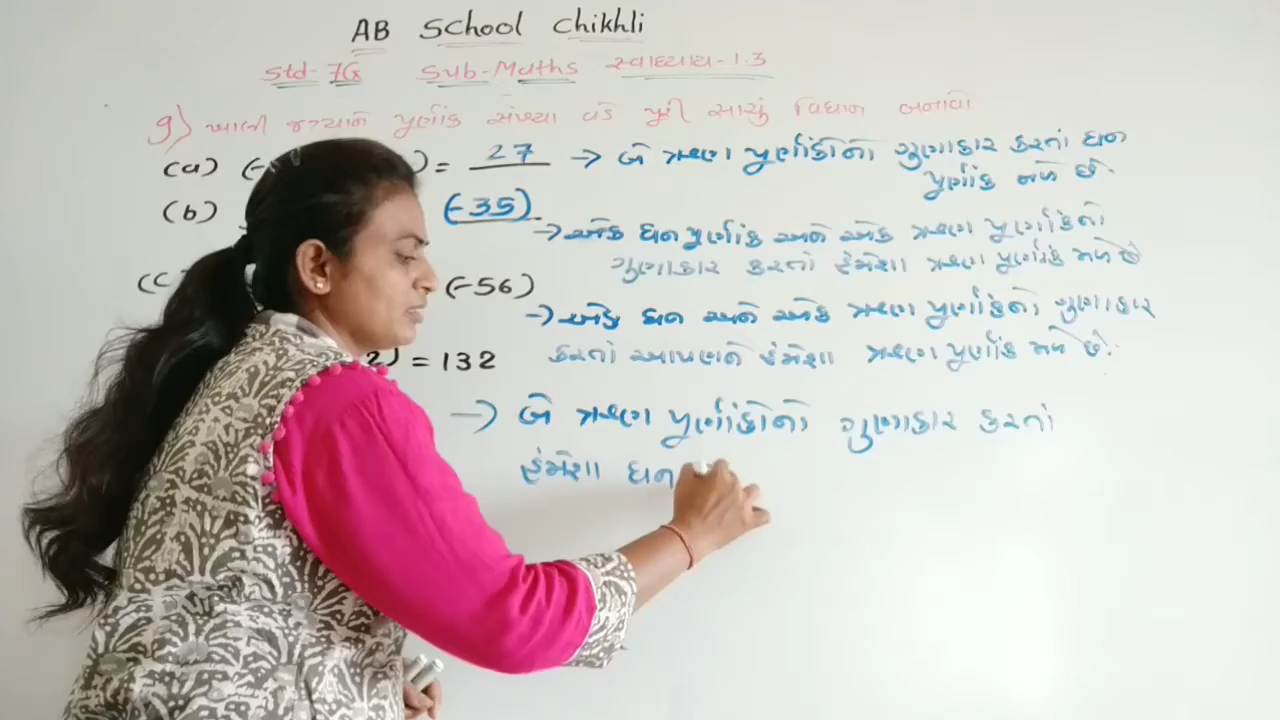 AB School Chikhli
Std-7G Sub-Maths સ્વાધ્યાય-1.3
9) ખાલી જગ્યાને પૂર્ણાંક સંખ્યા વડે પૂરી સાચું વિધાન બનાવો
(a) (- ) = 27 → બે ઋણ પૂર્ણાંકોનો ગુણાકાર કરતાં ધન
પૂર્ણાંક મળે છે.
(b) (-35)
→ એક ધન પૂર્ણાંક અને એક ઋણ પૂર્ણાંકનો
ગુણાકાર કરતાં હંમેશા ઋણ પૂર્ણાંક મળે છે
(c (-56)
→ એક ધન અને એક ઋણ પૂર્ણાંકનો ગુણાકાર
કરતાં આપણને હંમેશા ઋણ પૂર્ણાંક મળે છે.
2) = 132
→ બે ઋણ પૂર્ણાંકોનો ગુણાકાર કરતાં
હંમેશા ધન